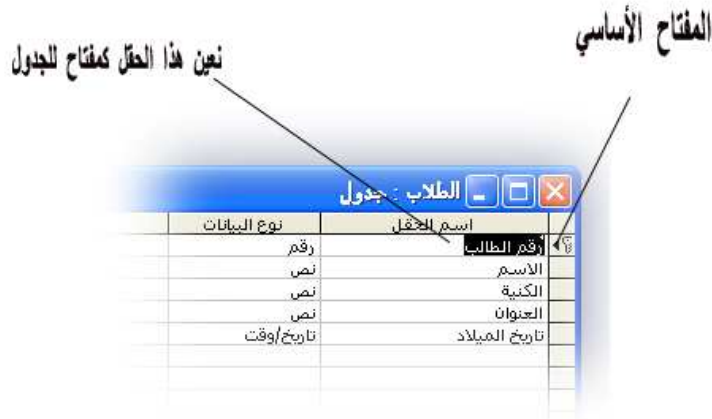 المفتاح الأساسي
نعين هذا الحقل كمفتاح للجدول
الطلاب : جدول
اسم الحقل نوع البيانات
رقم الطالب رقم
الاسم نص
الكنية نص
العنوان نص
تاريخ الميلاد تاريخ/وقت